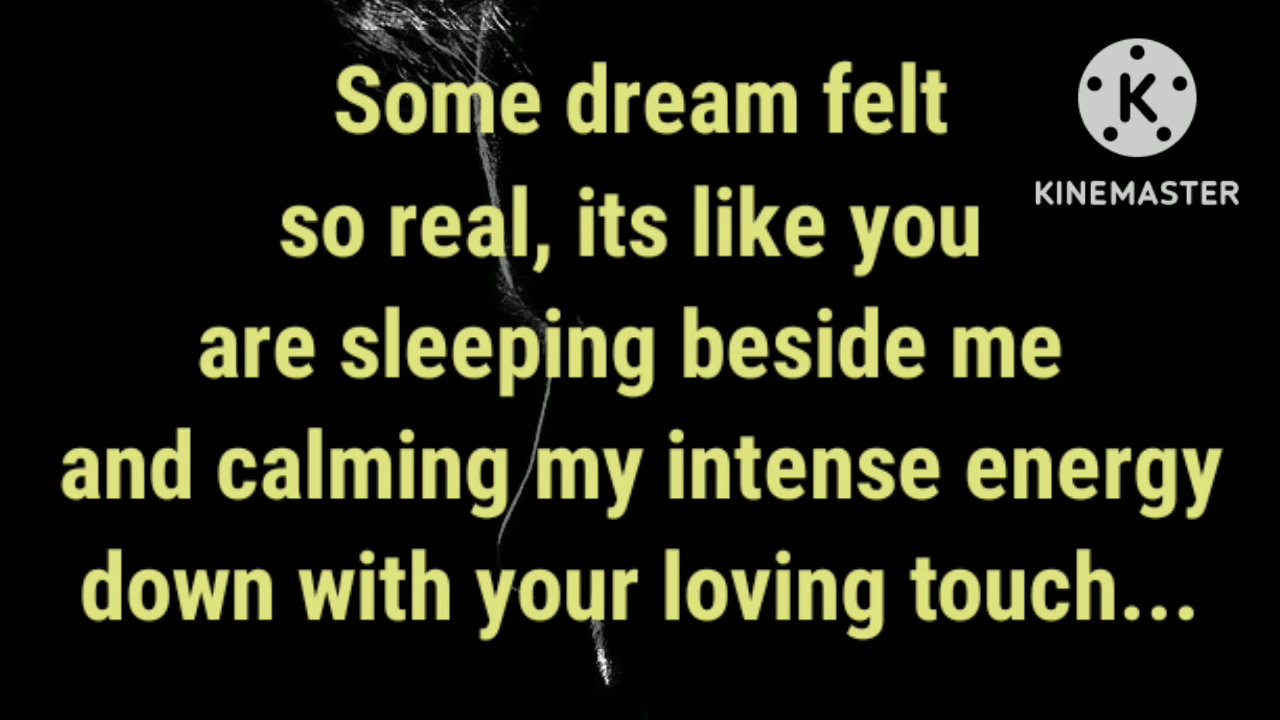 Some dream felt
so real, its like you
are sleeping beside me
and calming my intense energy
down with your loving touch...
K
KINEMASTER